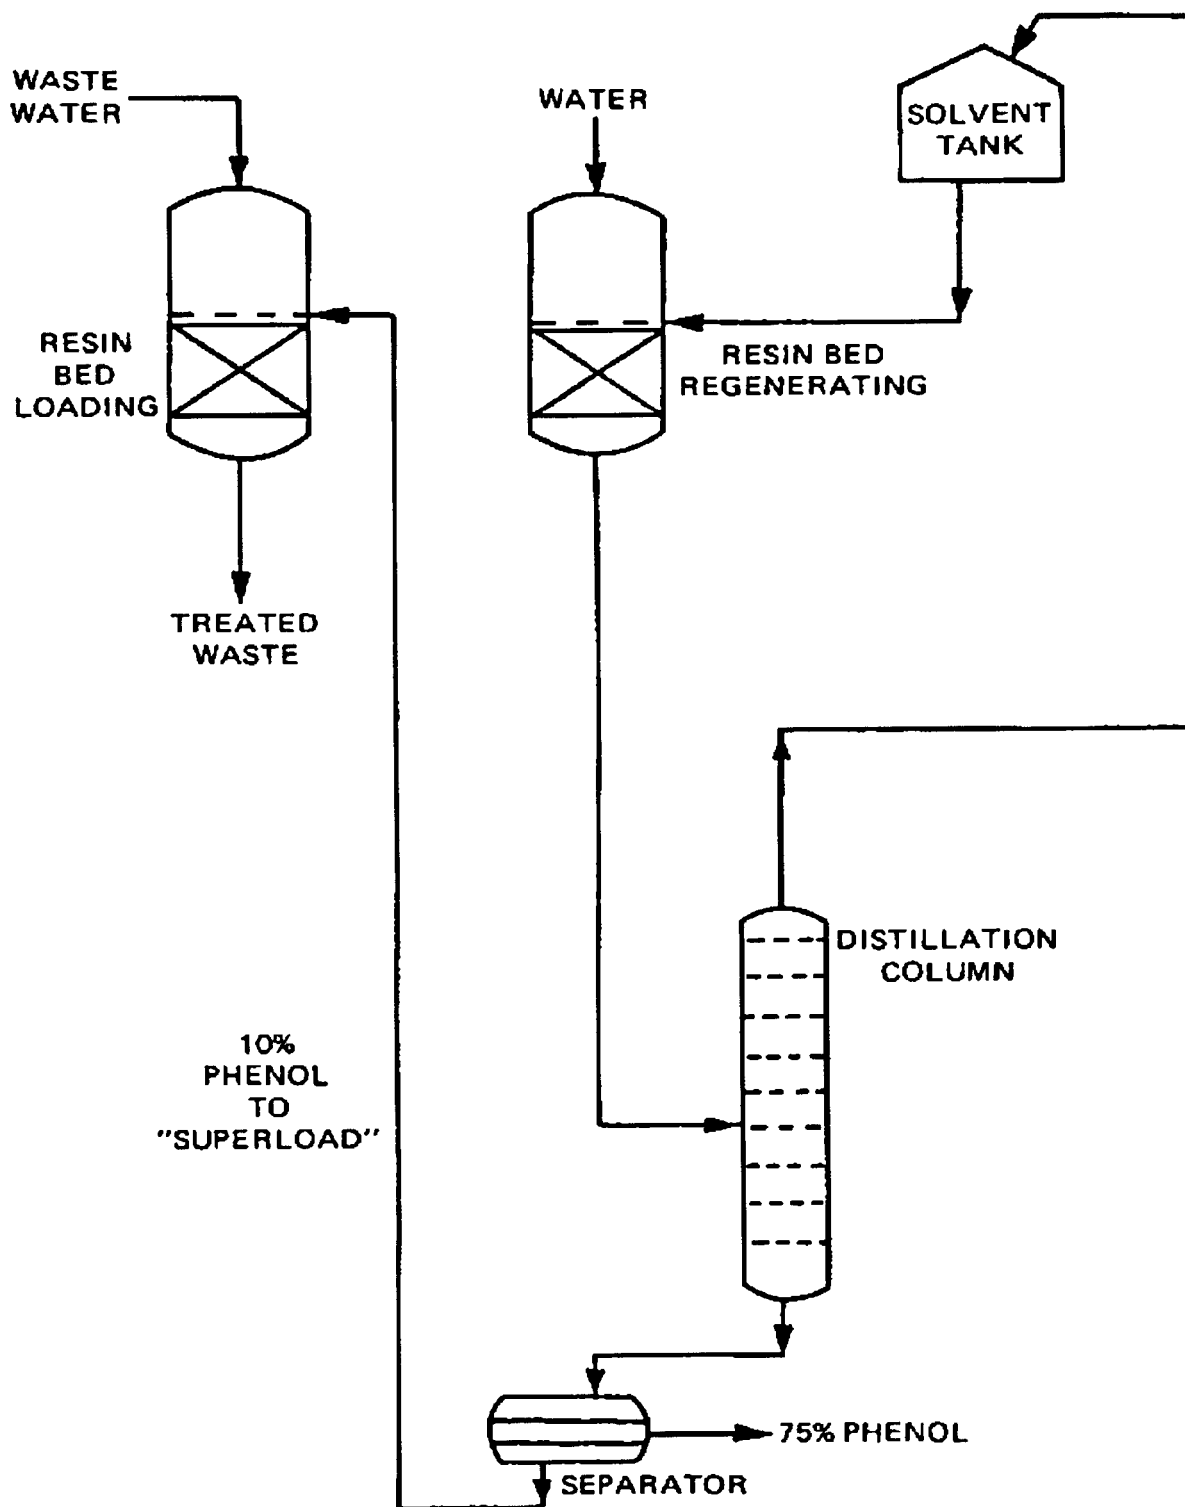 WASTE
WATER
WATER
SOLVENT
TANK
RESIN
BED
LOADING
RESIN BED
REGENERATING
TREATED
WASTE
DISTILLATION
COLUMN
10%
PHENOL
TO
"SUPERLOAD"
75% PHENOL
SEPARATOR